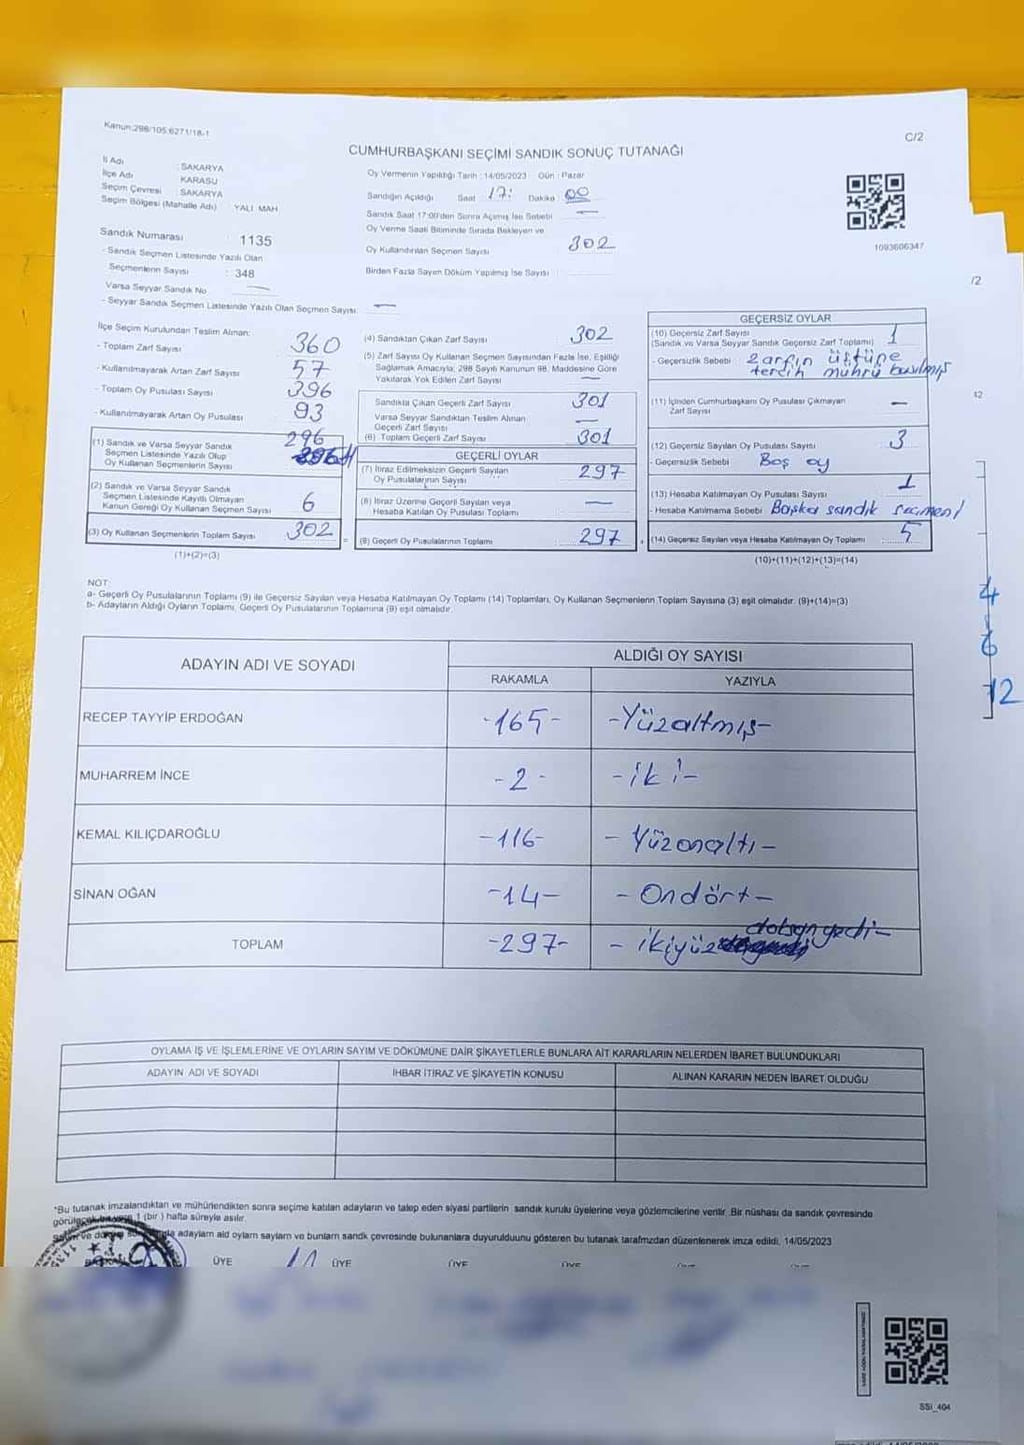 Kanun:298/105;6271/18-1
C/2
CUMHURBAŞKANI SEÇİMİ SANDIK SONUÇ TUTANAĞI
İl Adı : SAKARYA
İlçe Adı KARASU
Seçim Çevresi : SAKARYA
Seçim Bölgesi (Mahalle Adı) : YALI MAH
Sandık Numarası 1135
- Sandık Seçmen Listesinde Yazılı Olan
Seçmenlerin Sayısı : 348
Varsa Seyyar Sandık No —
- Seyyar Sandık Seçmen Listesinde Yazılı Olan Seçmen Sayısı: —
Oy Vermenin Yapıldığı Tarih : 14/05/2023 Gün : Pazar
Sandığın Açıldığı Saat 17: Dakika 00
Sandık Saat 17:00'den Sonra Açılmış İse Sebebi —
Oy Verme Saati Bitiminde Sırada Bekleyen ve
Oy Kullandırılan Seçmen Sayısı 302
Birden Fazla Sayım Döküm Yapılmış İse Sayısı :
1093606347
/2
İlçe Seçim Kurulundan Teslim Alınan:
- Toplam Zarf Sayısı 360
- Kullanılmayarak Artan Zarf Sayısı 57
- Toplam Oy Pusulası Sayısı 396
- Kullanılmayarak Artan Oy Pusulası 93
(1) Sandık ve Varsa Seyyar Sandık 296
Seçmen Listesinde Yazılı Olup
Oy Kullanan Seçmenlerin Sayısı
(2) Sandık ve Varsa Seyyar Sandık
Seçmen Listesinde Kayıtlı Olmayan
Kanun Gereği Oy Kullanan Seçmen Sayısı 6
(3) Oy Kullanan Seçmenlerin Toplam Sayısı 302
(1)+(2)=(3)
(4) Sandıktan Çıkan Zarf Sayısı 302
(5) Zarf Sayısı Oy Kullanan Seçmen Sayısından Fazla İse, Eşitliği
Sağlamak Amacıyla; 298 Sayılı Kanunun 98. Maddesine Göre
Yakılarak Yok Edilen Zarf Sayısı —
Sandıkta Çıkan Geçerli Zarf Sayısı 301
Varsa Seyyar Sandıktan Teslim Alınan
Geçerli Zarf Sayısı —
(6) Toplam Geçerli Zarf Sayısı 301
GEÇERLİ OYLAR
(7) İtiraz Edilmeksizin Geçerli Sayılan
Oy Pusulalarının Sayısı 297
(8) İtiraz Üzerine Geçerli Sayılan veya
Hesaba Katılan Oy Pusulası Toplamı —
=
(9) Geçerli Oy Pusulalarının Toplamı 297
+
GEÇERSİZ OYLAR
(10) Geçersiz Zarf Sayısı
(Sandık ve Varsa Seyyar Sandık Geçersiz Zarf Toplamı) 1
- Geçersizlik Sebebi Zarfın üstüne
tercih mührü basılmış
(11) İçinden Cumhurbaşkanı Oy Pusulası Çıkmayan
Zarf Sayısı —
(12) Geçersiz Sayılan Oy Pusulası Sayısı 3
- Geçersizlik Sebebi Boş oy
(13) Hesaba Katılmayan Oy Pusulası Sayısı 1
- Hesaba Katılmama Sebebi Başka sandık seçmeni
(14) Geçersiz Sayılan veya Hesaba Katılmayan Oy Toplamı 5
(10)+(11)+(12)+(13)=(14)
12
4
6
12
NOT:
a- Geçerli Oy Pusulalarının Toplamı (9) ile Geçersiz Sayılan veya Hesaba Katılmayan Oy Toplamı (14) Toplamları, Oy Kullanan Seçmenlerin Toplam Sayısına (3) eşit olmalıdır. (9)+(14)=(3)
b- Adayların Aldığı Oyların Toplamı, Geçerli Oy Pusulalarının Toplamına (9) eşit olmalıdır.
ADAYIN ADI VE SOYADI
ALDIĞI OY SAYISI
RAKAMLA YAZIYLA
RECEP TAYYİP ERDOĞAN -165- -Yüzaltmış-
MUHARREM İNCE -2- -iki-
KEMAL KILIÇDAROĞLU -116- -Yüzonaltı-
SİNAN OĞAN -14- -Ondört-
TOPLAM -297- -ikiyüz doksanyedi-
OYLAMA İŞ VE İŞLEMLERİNE VE OYLARIN SAYIM VE DÖKÜMÜNE DAİR ŞİKAYETLERLE BUNLARA AİT KARARLARIN NELERDEN İBARET BULUNDUKLARI
ADAYIN ADI VE SOYADI İHBAR İTİRAZ VE ŞİKAYETİN KONUSU ALINAN KARARIN NEDEN İBARET OLDUĞU
*Bu tutanak imzalandıktan ve mühürlendikten sonra seçime katılan adayların ve talep eden siyasi partilerin sandık kurulu üyelerine veya gözlemcilerine verilir. Bir nüshası da sandık çevresinde
görülecek bir yere 1 (bir) hafta süreyle asılır.
adayların ald oyların sayların ve bunların sandk çevresinde bulunanlara duyurulduunu gösteren bu tutanak tarafmzdan düzenlenerek imza edildi, 14/05/2023
BAŞKAN ÜYE ÜYE ÜYE ÜYE
SSİ_404